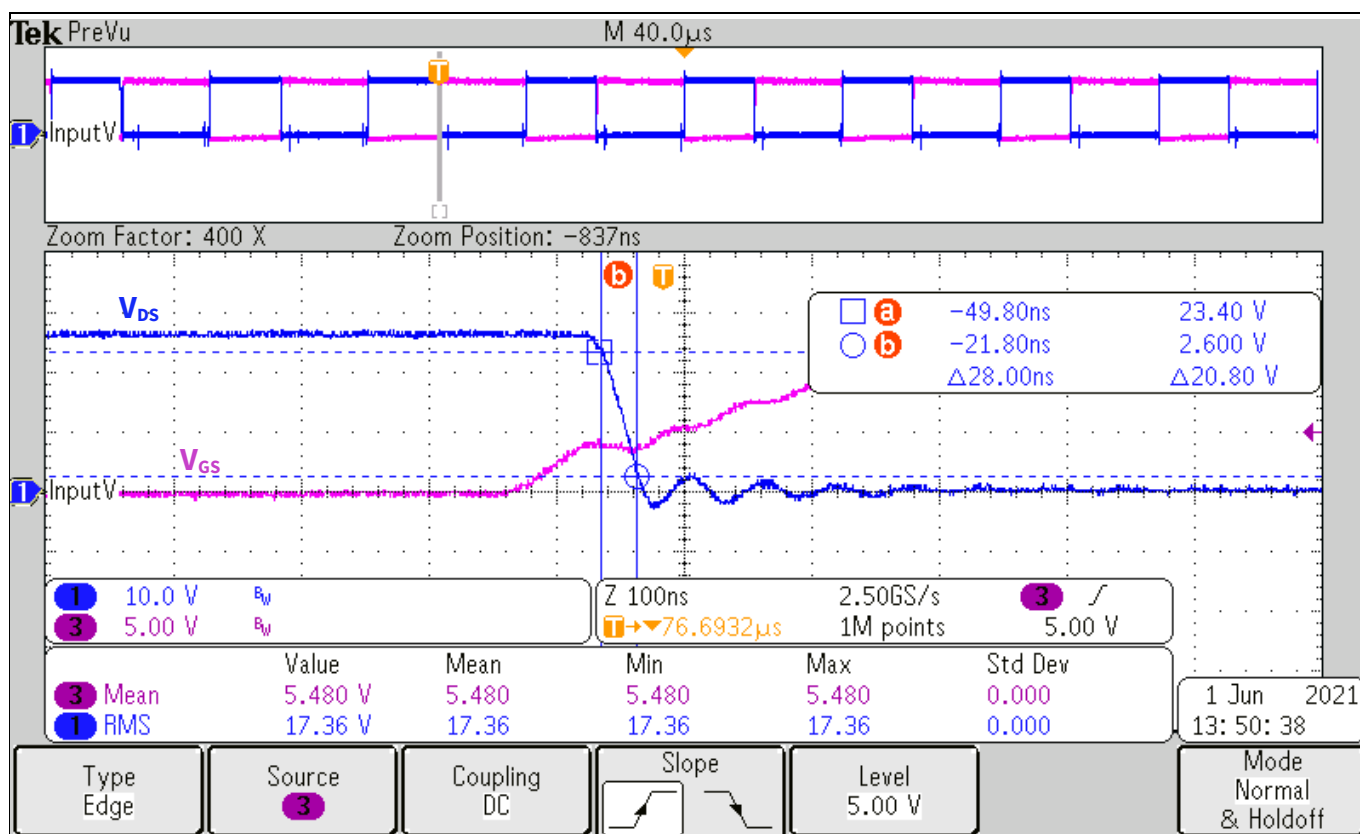 Tek PreVu M 40.0µs
T
1 InputV
Zoom Factor: 400 X Zoom Position: -837ns
b T
VDS
a -49.80ns 23.40 V
b -21.80ns 2.600 V
Δ28.00ns Δ20.80 V
VGS
1 InputV
1 10.0 V BW
3 5.00 V BW
Z 100ns 2.50GS/s 3
T→▼76.6932µs 1M points 5.00 V
Value Mean Min Max Std Dev
3 Mean 5.480 V 5.480 5.480 5.480 0.000
1 RMS 17.36 V 17.36 17.36 17.36 0.000
1 Jun 2021
13:50:38
Type
Edge
Source
3
Coupling
DC
Slope
Level
5.00 V
Mode
Normal
& Holdoff